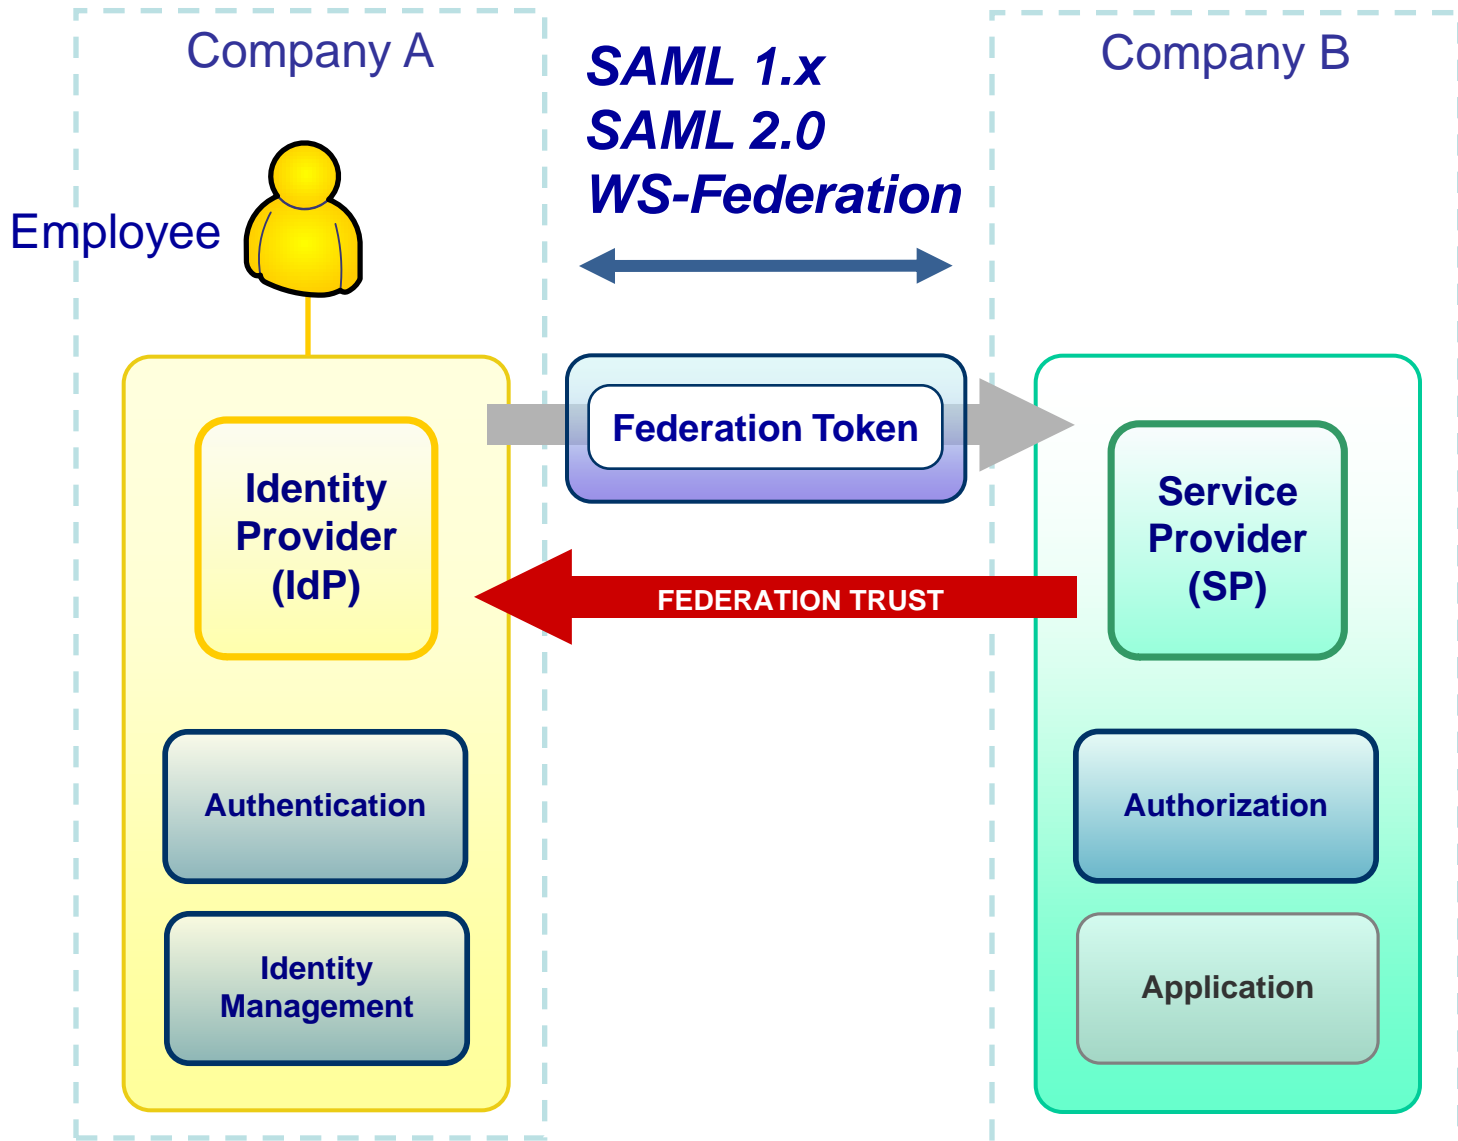 Company A
SAML 1.x
SAML 2.0
WS-Federation
Company B
Employee
Federation Token
Identity
Provider
(IdP)
Service
Provider
(SP)
FEDERATION TRUST
Authentication
Authorization
Identity
Management
Application